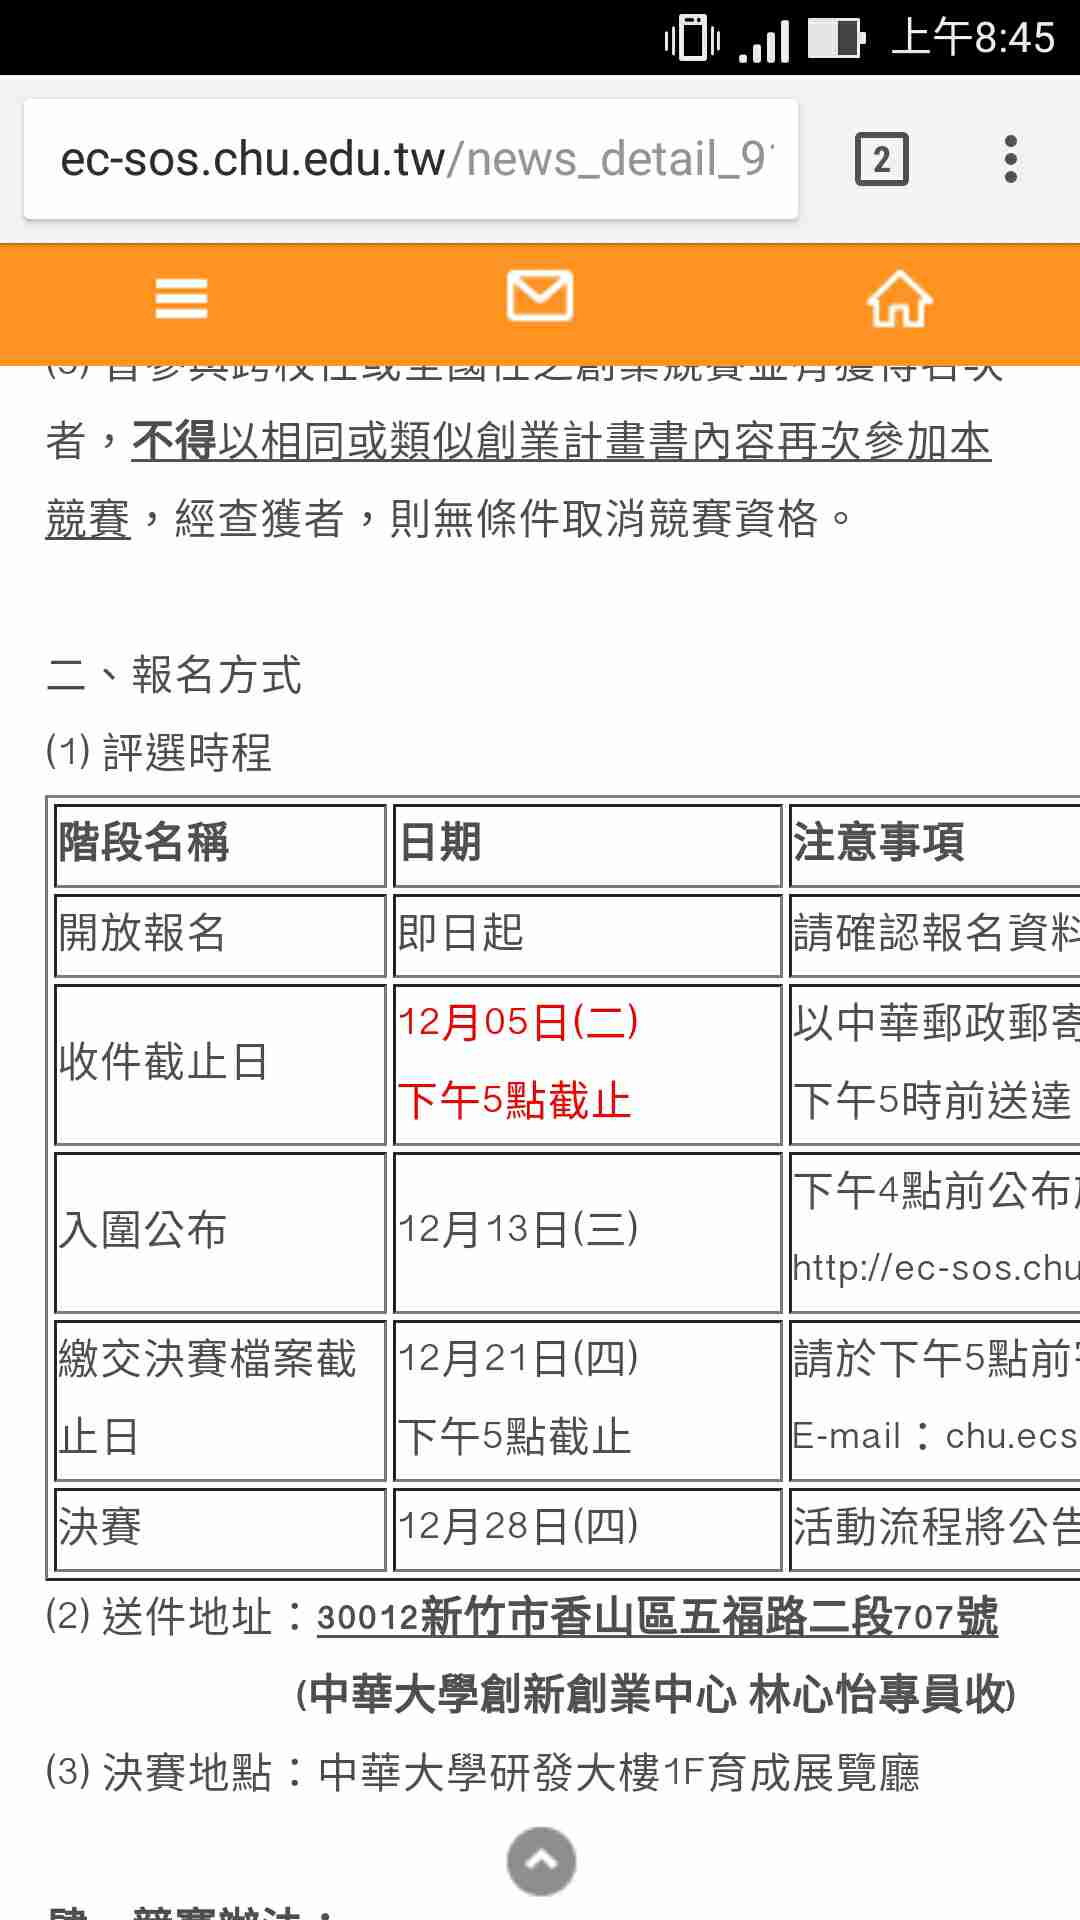 上午8:45
ec-sos.chu.edu.tw/news_detail_9
2
者，不得以相同或類似創業計畫書內容再次參加本
競賽，經查獲者，則無條件取消競賽資格。
二、報名方式
(1) 評選時程
階段名稱 日期 注意事項
開放報名 即日起 請確認報名資料
收件截止日 12月05日(二) 下午5點截止 以中華郵政郵寄 下午5時前送達
入圍公布 12月13日(三) 下午4點前公布 http://ec-sos.chu
繳交決賽檔案截止日 12月21日(四) 下午5點截止 請於下午5點前 E-mail：chu.ecs
決賽 12月28日(四) 活動流程將公告
(2) 送件地址：30012新竹市香山區五福路二段707號
(中華大學創新創業中心 林心怡專員收)
(3) 決賽地點：中華大學研發大樓1F育成展覽廳